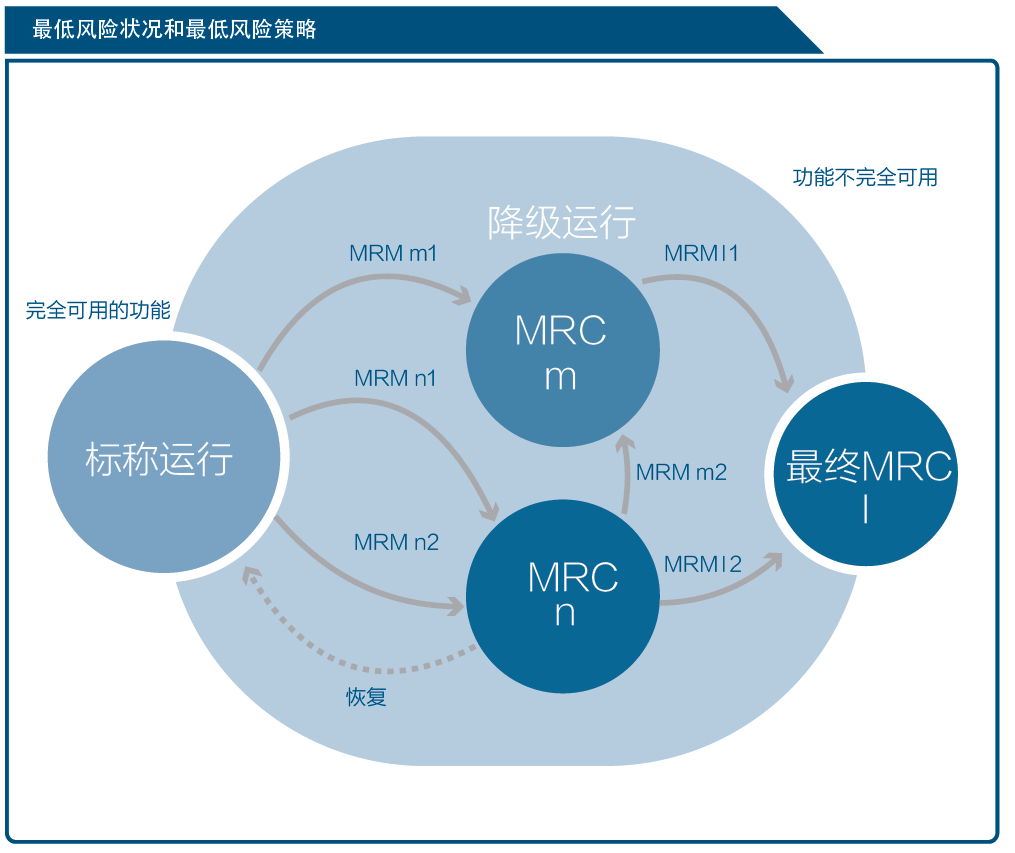 最低风险状况和最低风险策略
功能不完全可用
降级运行
MRM m1
MRM l1
完全可用的功能
MRC
m
MRM n1
标称运行
MRM m2
最终MRC
l
MRM n2
MRM l2
MRC
n
恢复